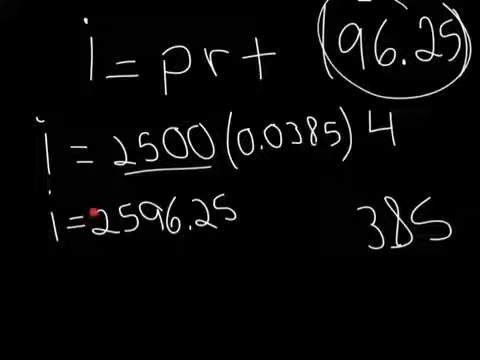 i = prt (96.25)
i = 2500 (0.0385) 4
i = 2596.25
385